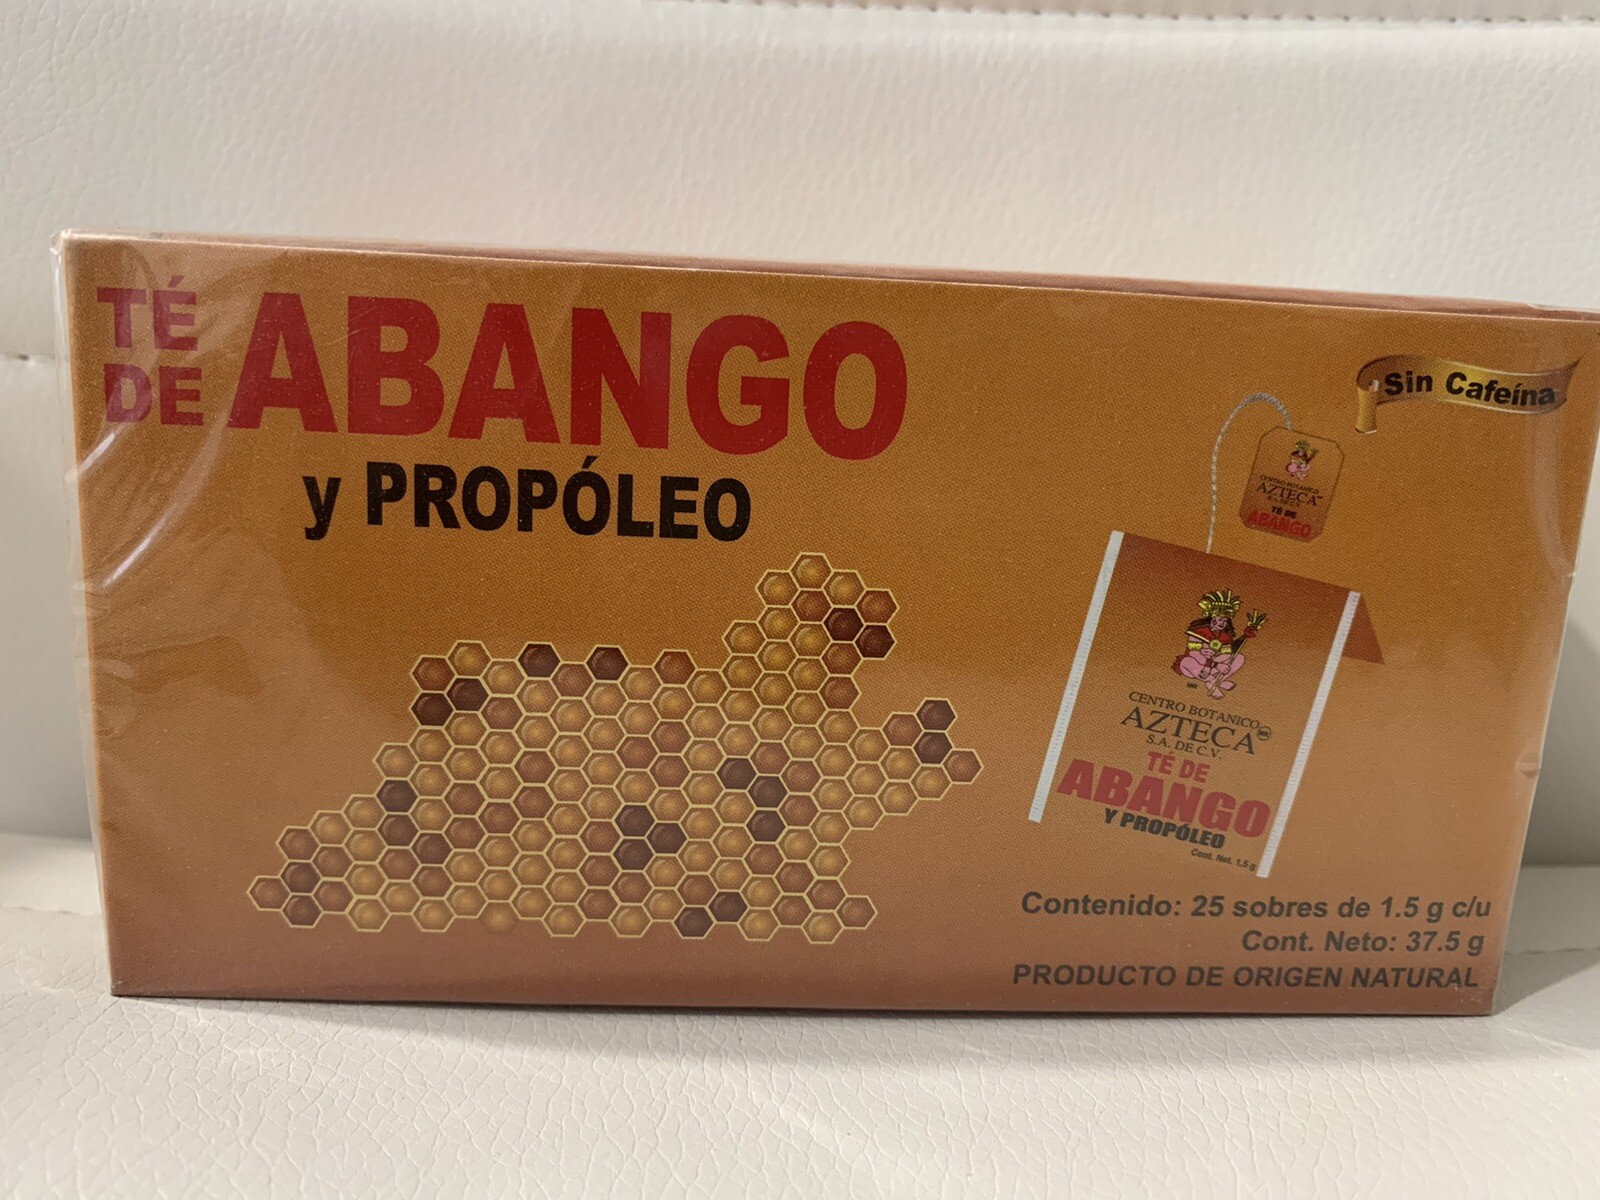 TÉ
DE ABANGO
y PROPÓLEO
Sin Cafeína
CENTRO BOTANICO
AZTECA
S.A. DE C.V.
TÉ DE
ABANGO
CENTRO BOTANICO
AZTECA MR
S.A. DE C.V.
TÉ DE
ABANGO
Y PROPÓLEO
Cont. Net. 1.5 g
Contenido: 25 sobres de 1.5 g c/u
Cont. Neto: 37.5 g
PRODUCTO DE ORIGEN NATURAL